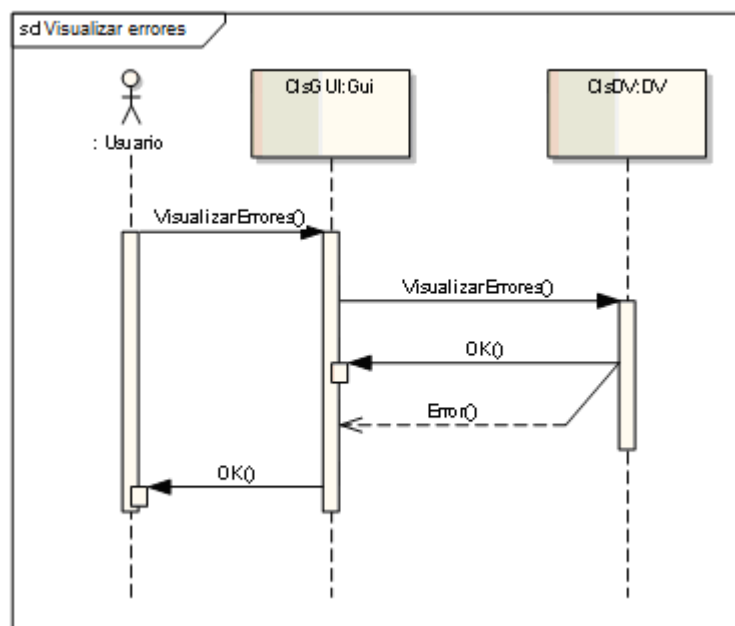 sd Visualizar errores
: Usuario
ClsGUI:Gui
ClsDV:DV
VisualizarErrores()
VisualizarErrores()
OK()
Error()
OK()